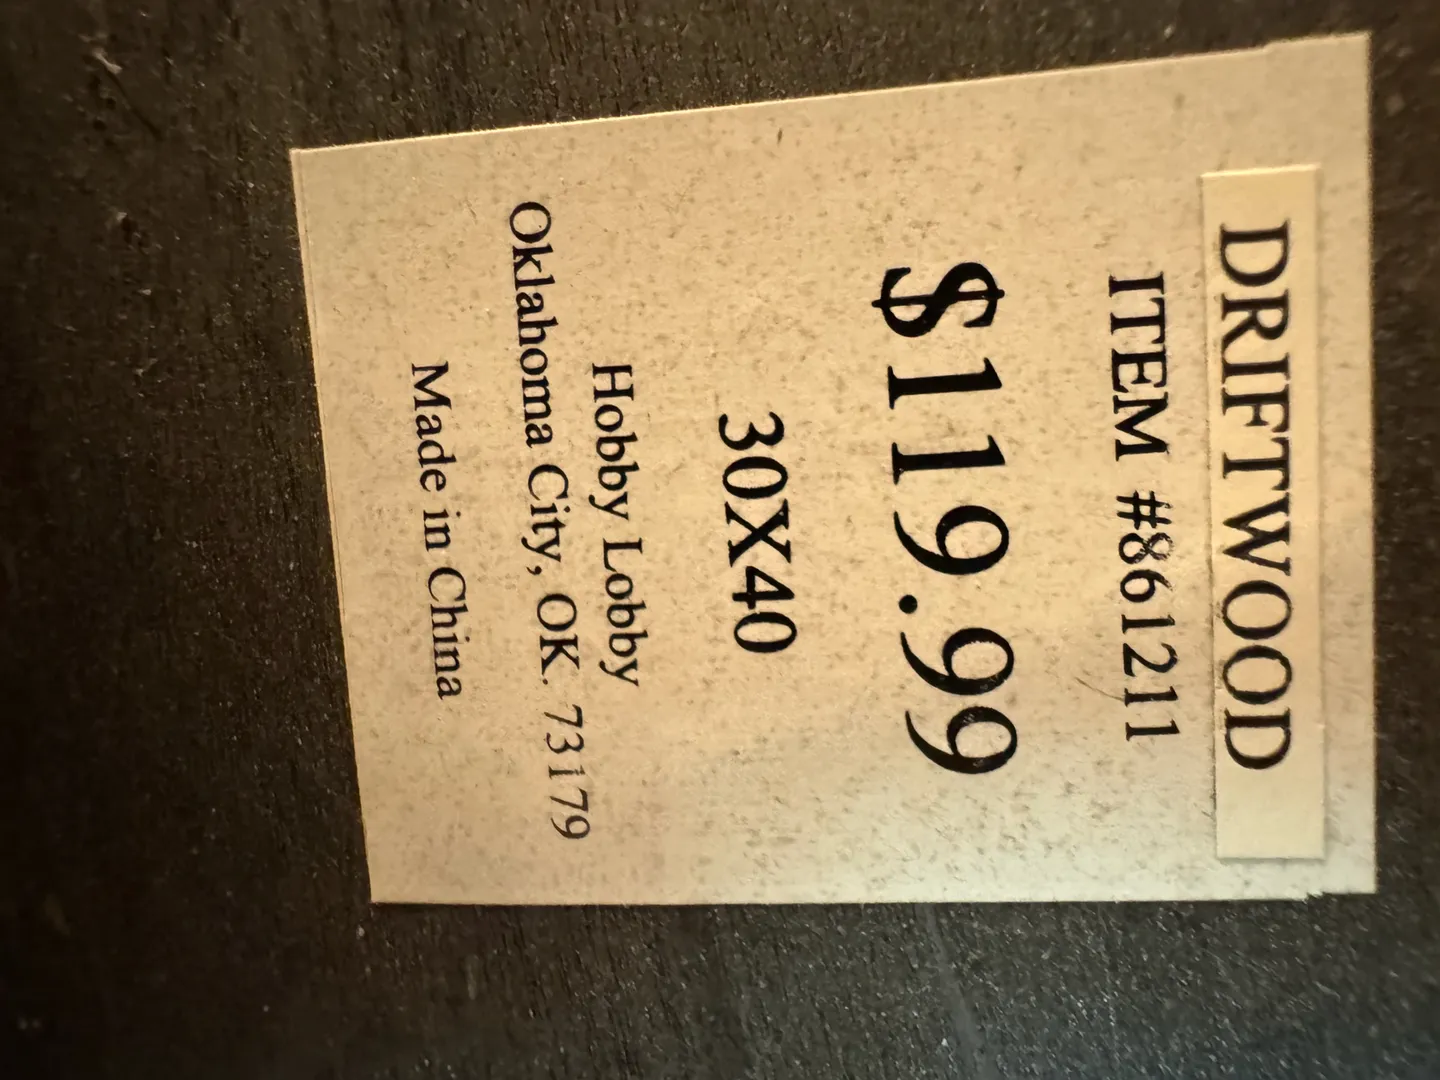 DRIFTWOOD
ITEM #861211
$119.99
30X40
Hobby Lobby
Oklahoma City, OK. 73179
Made in China